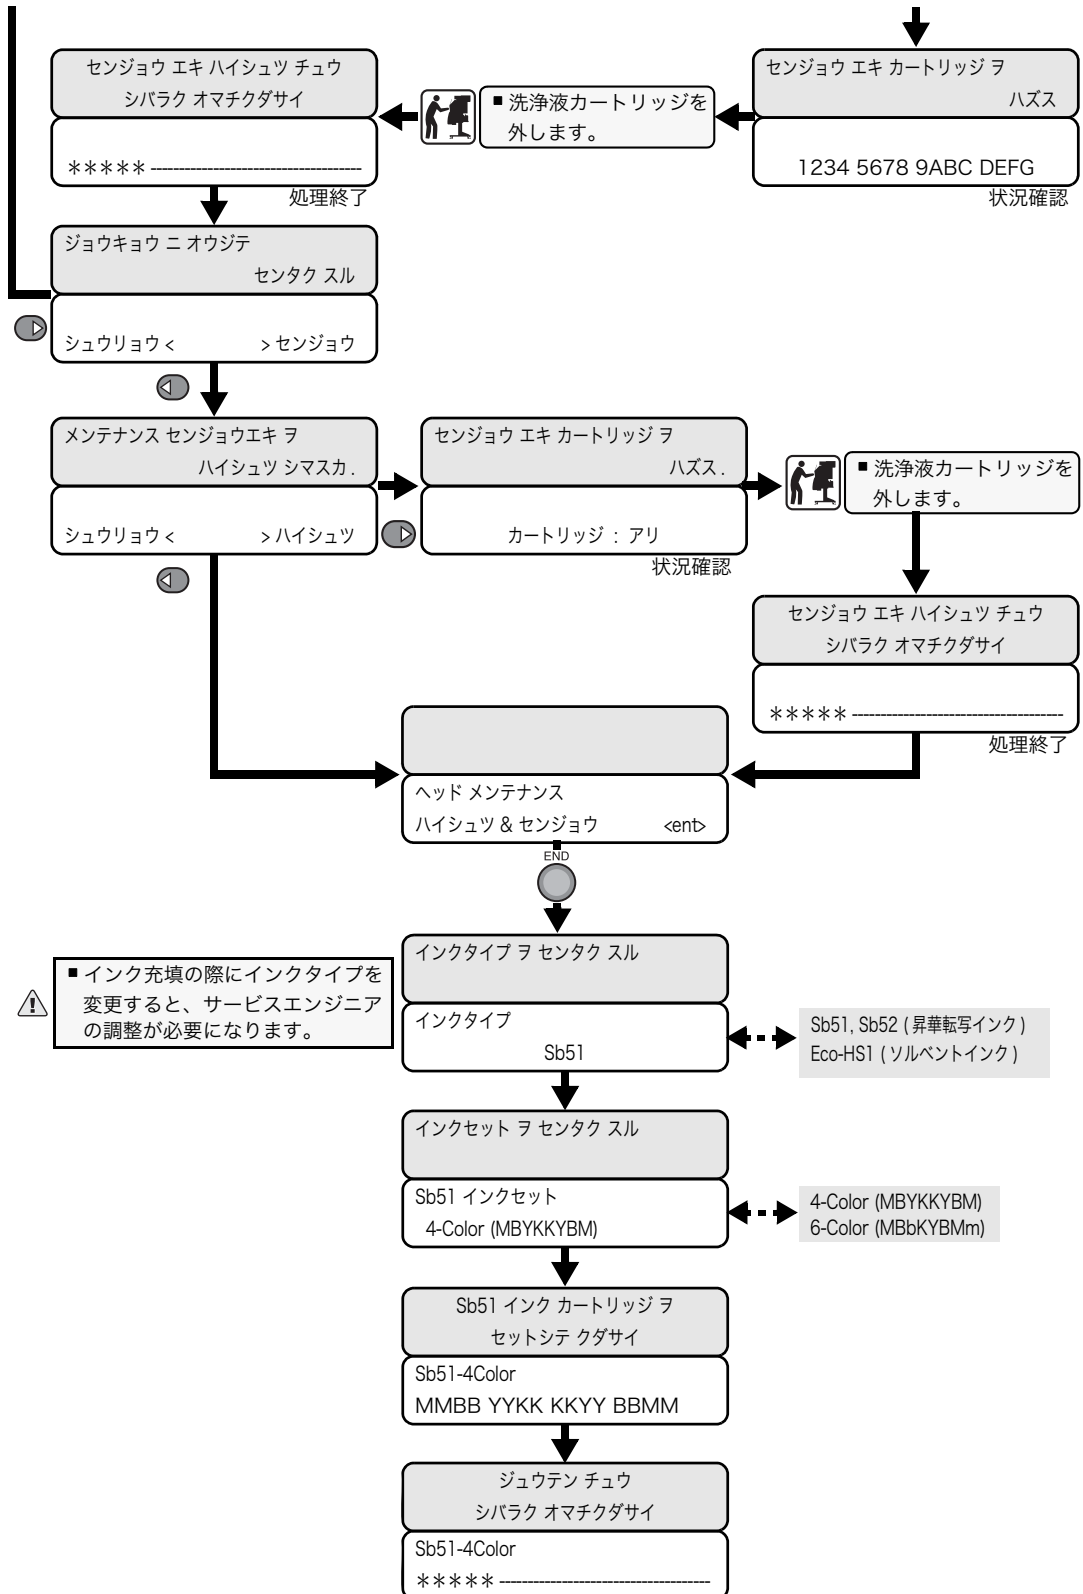 センジョウ エキ ハイシュツ チュウ
シバラク オマチクダサイ
＊＊＊＊＊ ------------------------------------
処理終了
■ 洗浄液カートリッジを
外します。
センジョウ エキ カートリッジ ヲ
ハズス
1234 5678 9ABC DEFG
状況確認
ジョウキョウ ニ オウジテ
センタク スル
シュウリョウ < > センジョウ
メンテナンス センジョウエキ ヲ
ハイシュツ シマスカ .
シュウリョウ < > ハイシュツ
センジョウ エキ カートリッジ ヲ
ハズス .
カートリッジ : アリ
状況確認
■ 洗浄液カートリッジを
外します。
センジョウ エキ ハイシュツ チュウ
シバラク オマチクダサイ
＊＊＊＊＊ ------------------------------------
処理終了
ヘッド メンテナンス
ハイシュツ & センジョウ <ent>
END
インクタイプ ヲ センタク スル
インクタイプ
Sb51
■ インク充填の際にインクタイプを
変更すると、サービスエンジニア
の調整が必要になります。
Sb51, Sb52 ( 昇華転写インク )
Eco-HS1 ( ソルベントインク )
インクセット ヲ センタク スル
Sb51 インクセット
4-Color (MBYKKYBM)
4-Color (MBYKKYBM)
6-Color (MBbKYBMm)
Sb51 インク カートリッジ ヲ
セットシテ クダサイ
Sb51-4Color
MMBB YYKK KKYY BBMM
ジュウテン チュウ
シバラク オマチクダサイ
Sb51-4Color
＊＊＊＊＊ ------------------------------------